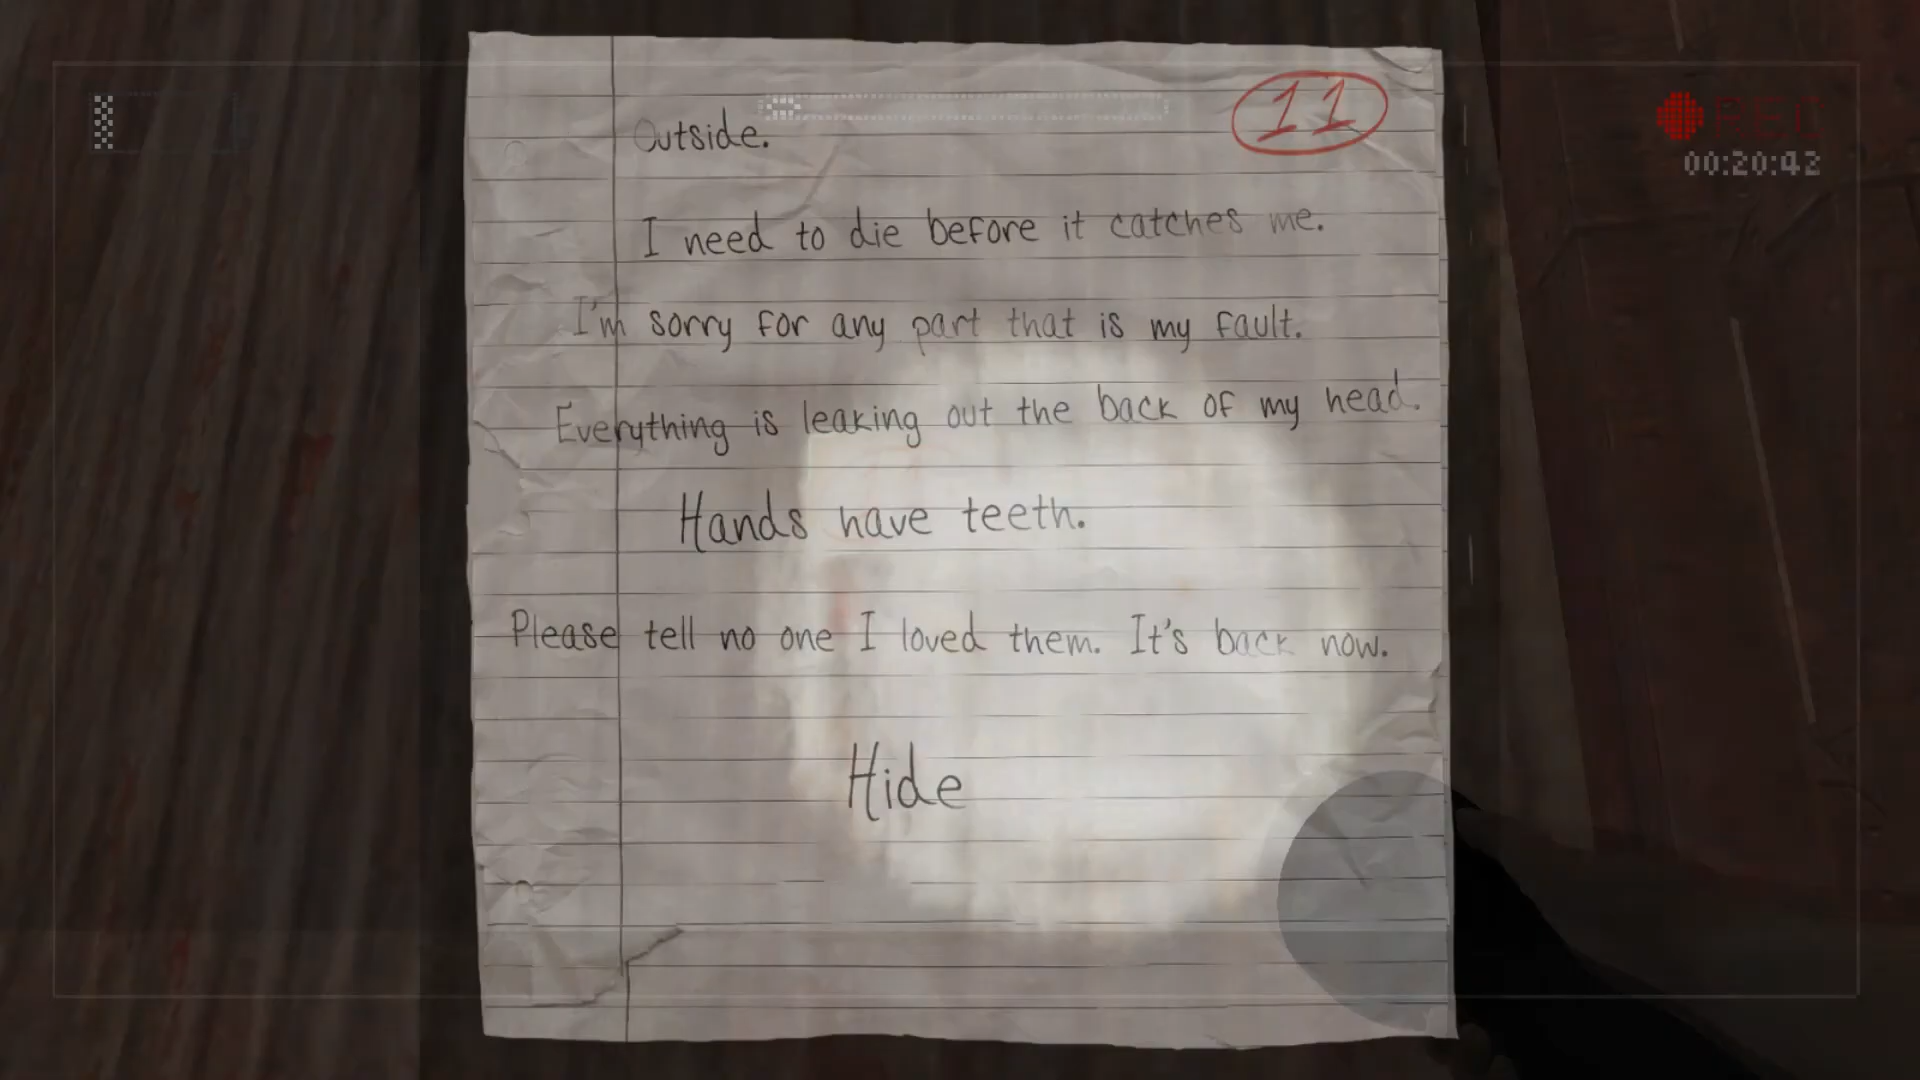 11
REC
Outside.
00:20:42
I need to die before it catches me.
I'm sorry for any part that is my fault.
Everything is leaking out the back of my head.
Hands have teeth.
Please tell no one I loved them. It's back now.
Hide